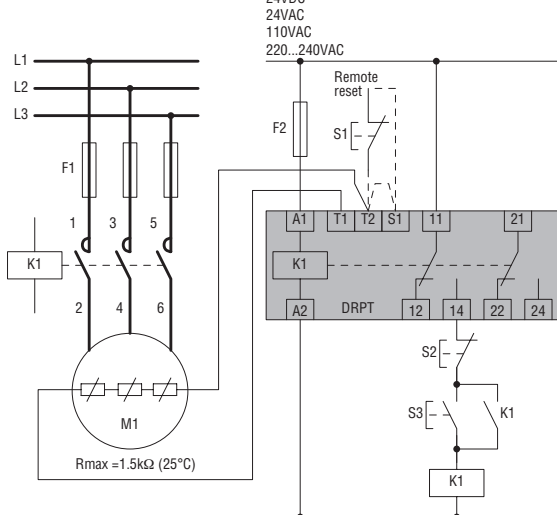 24VDC
24VAC
110VAC
220...240VAC
L1
L2
L3
Remote
reset
F1
F2
S1
1 3 5
A1 T1 T2 S1 11 21
K1
K1
2 4 6
A2 DRPT 12 14 22 24
M1
S2
S3 K1
Rmax =1.5kΩ (25°C)
K1